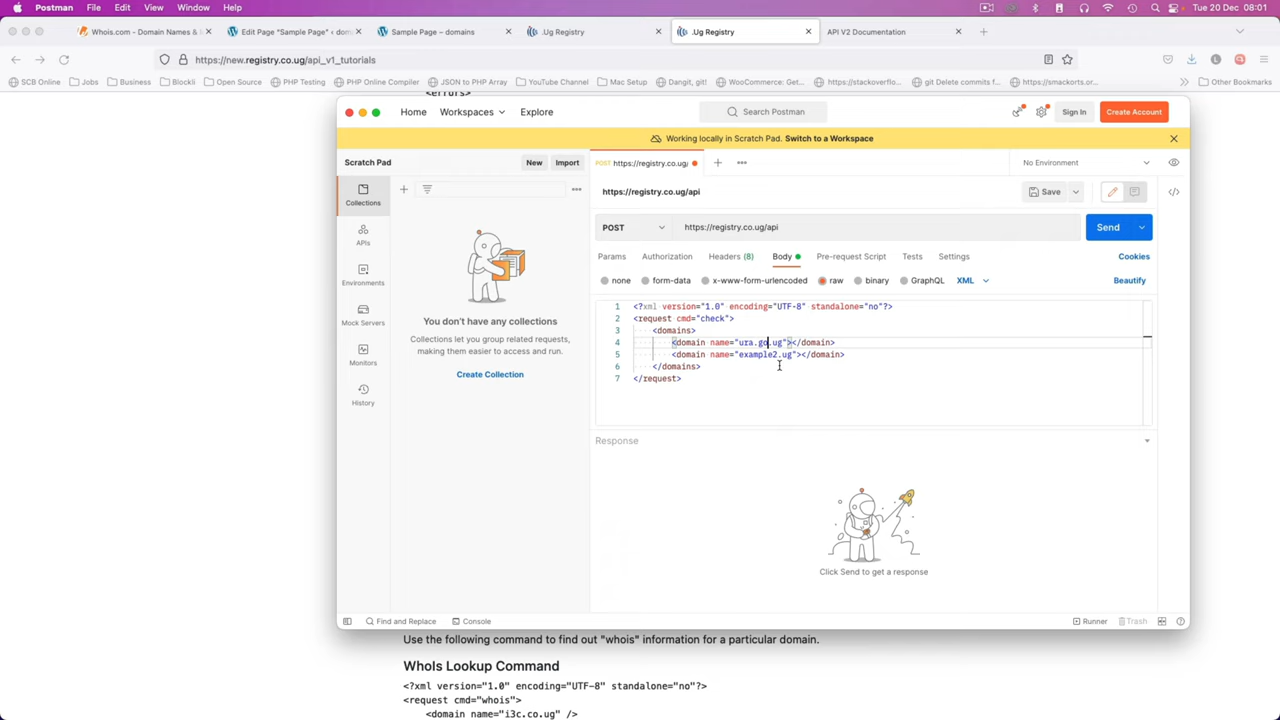 Postman File Edit View Window Help Tue 20 Dec 08:01
Whois.com - Domain Names & I
Edit Page "Sample Page" ‹ dom
Sample Page – domains
.Ug Registry
.Ug Registry
API V2 Documentation
https://new.registry.co.ug/api_v1_tutorials
SCB Online Jobs Business Blockli Open Source PHP Testing PHP Online Compiler JSON to PHP Array YouTube Channel Mac Setup Dangit, git! WooCommerce: Get... https://stackoverflo... git Delete commits f... https://smackorts.or... Other Bookmarks
<errors>
Home Workspaces Explore Search Postman Sign In Create Account
Working locally in Scratch Pad. Switch to a Workspace
Scratch Pad New Import
POST https://registry.co.ug/ No Environment
Collections
APIs
Environments
Mock Servers
Monitors
History
https://registry.co.ug/api Save
POST https://registry.co.ug/api Send
Params Authorization Headers (8) Body Pre-request Script Tests Settings Cookies
none form-data x-www-form-urlencoded raw binary GraphQL XML Beautify
1 <?xml version="1.0" encoding="UTF-8" standalone="no"?>
2 <request cmd="check">
3 <domains>
4 <domain name="ura.go.ug"></domain>
5 <domain name="example2.ug"></domain>
6 </domains>
7 </request>
You don't have any collections
Collections let you group related requests,
making them easier to access and run.
Create Collection
Response
Click Send to get a response
Find and Replace Console Runner Trash
Use the following command to find out "whois" information for a particular domain.
WhoIs Lookup Command
<?xml version="1.0" encoding="UTF-8" standalone="no"?>
<request cmd="whois">
<domain name="i3c.co.ug" />